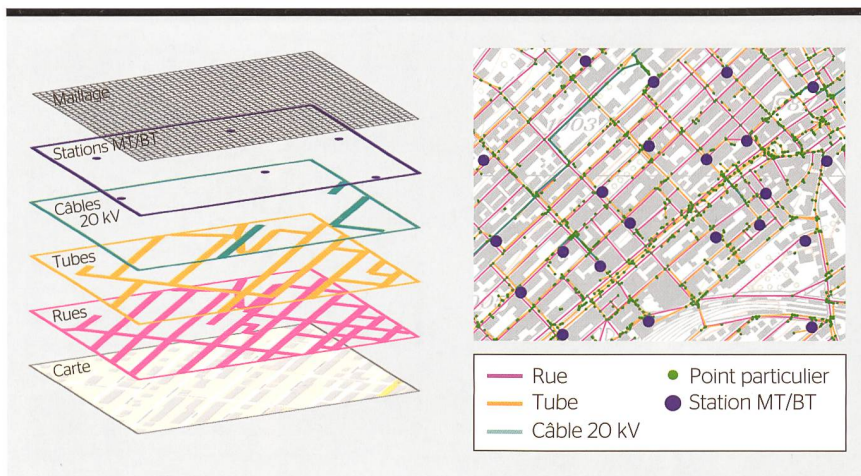 Maillage
Stations MT/BT
Câbles
20 kV
Tubes
Rues
Carte
Rue
Tube
Câble 20 kV
Point particulier
Station MT/BT